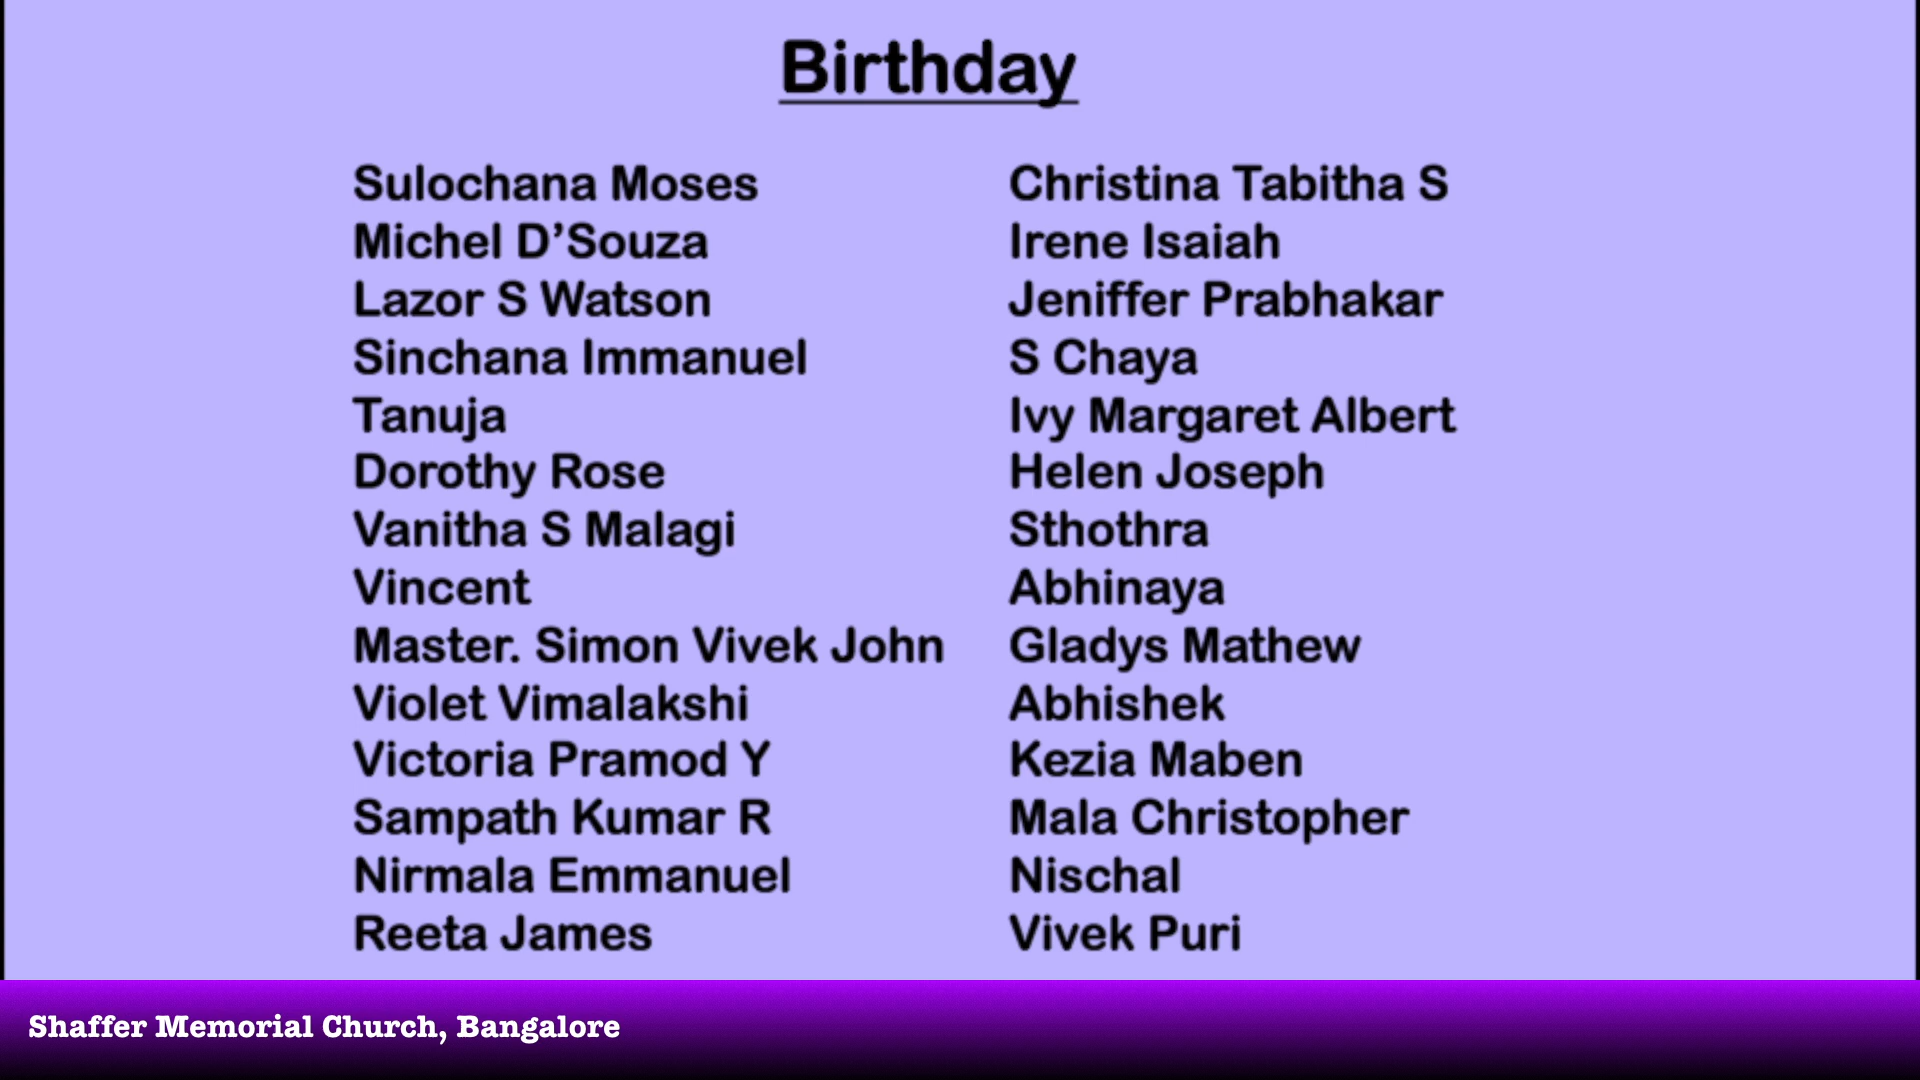 Birthday
Sulochana Moses
Michel D’Souza
Lazor S Watson
Sinchana Immanuel
Tanuja
Dorothy Rose
Vanitha S Malagi
Vincent
Master. Simon Vivek John
Violet Vimalakshi
Victoria Pramod Y
Sampath Kumar R
Nirmala Emmanuel
Reeta James
Christina Tabitha S
Irene Isaiah
Jeniffer Prabhakar
S Chaya
Ivy Margaret Albert
Helen Joseph
Sthothra
Abhinaya
Gladys Mathew
Abhishek
Kezia Maben
Mala Christopher
Nischal
Vivek Puri
Shaffer Memorial Church, Bangalore